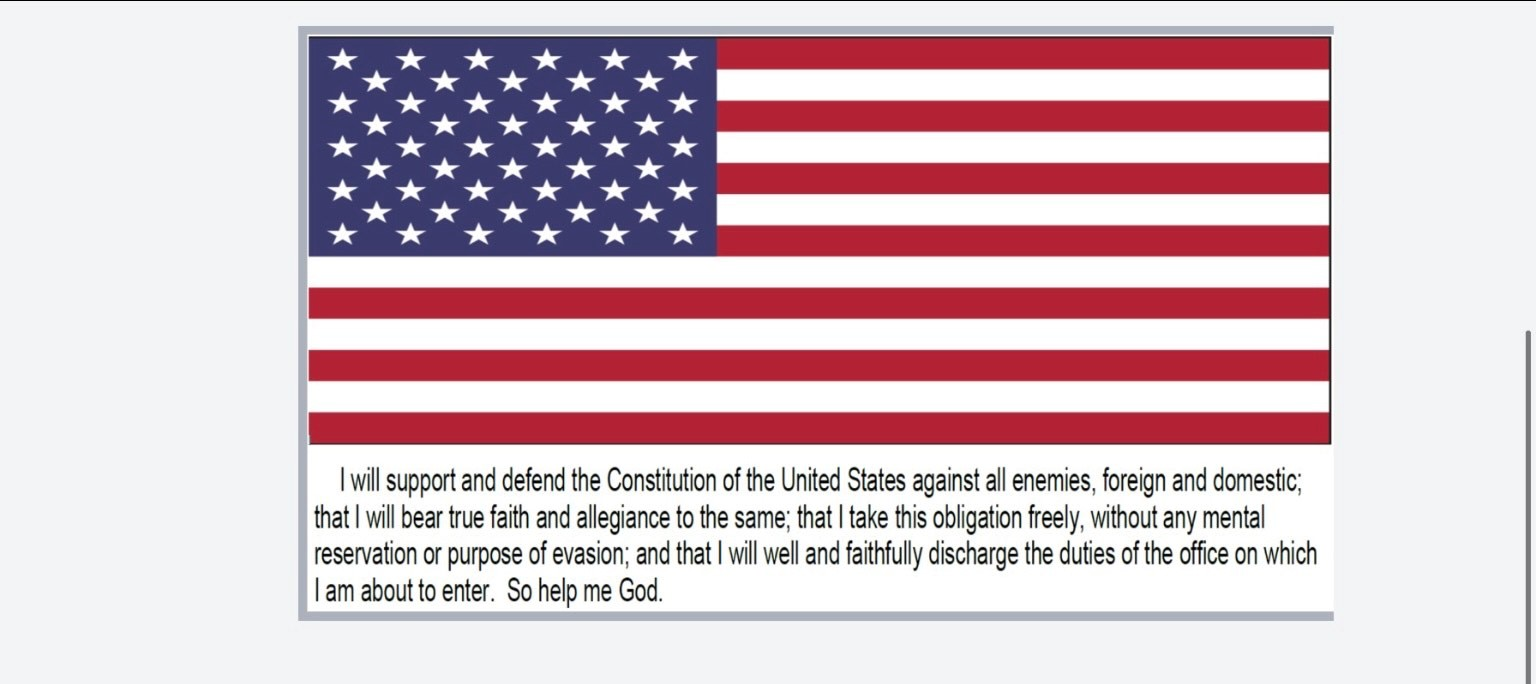 I will support and defend the Constitution of the United States against all enemies, foreign and domestic;
that I will bear true faith and allegiance to the same; that I take this obligation freely, without any mental
reservation or purpose of evasion; and that I will well and faithfully discharge the duties of the office on which
I am about to enter.  So help me God.